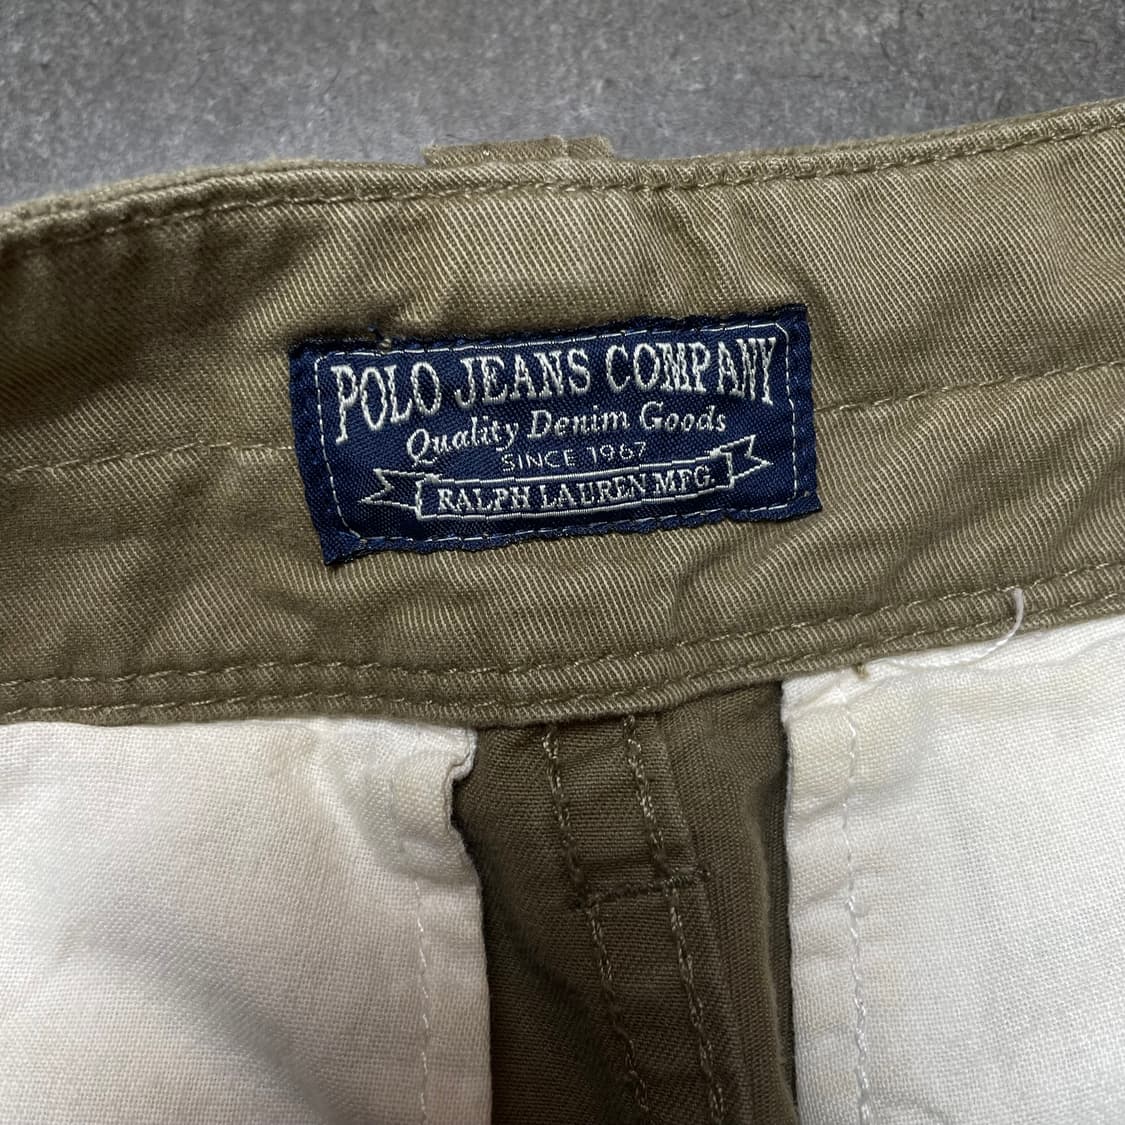 POLO JEANS COMPANY
Quality Denim Goods
SINCE 1967
RALPH LAUREN MFG.